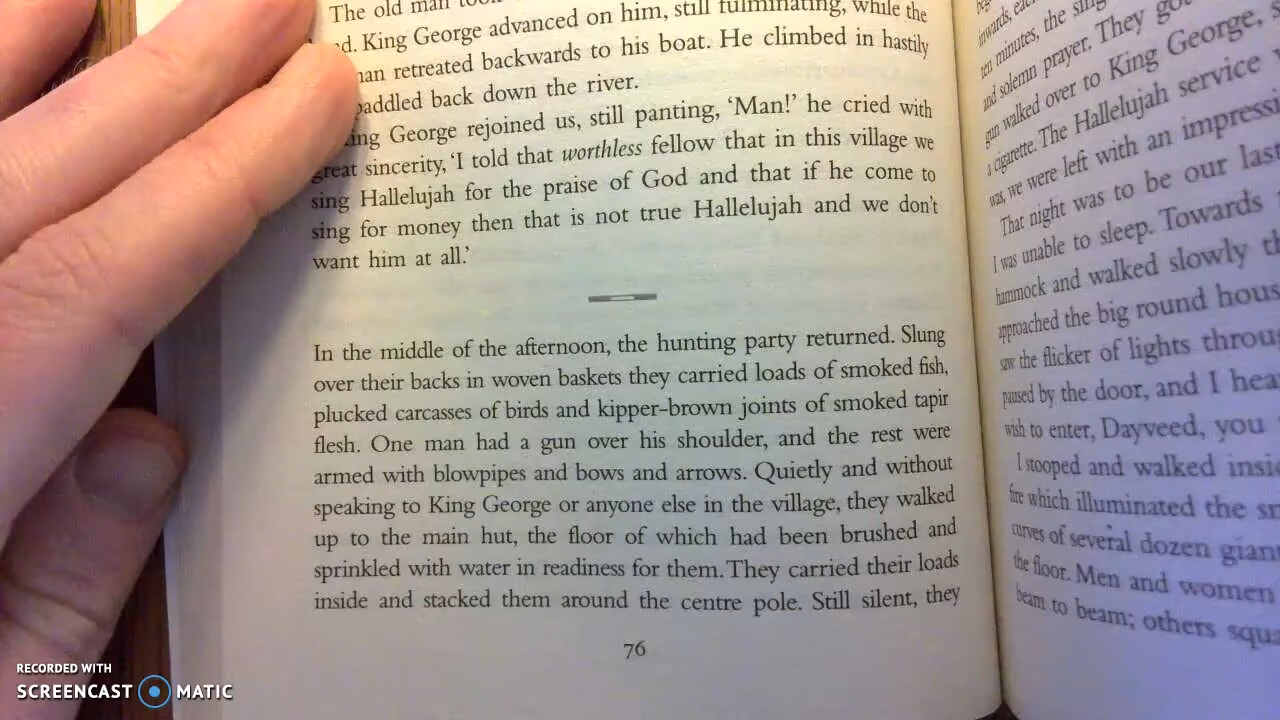 The old man
King George advanced on him, still fulminating, while the
retreated backwards to his boat. He climbed in hastily
paddled back down the river.
George rejoined us, still panting, ‘Man!’ he cried with
great sincerity, ‘I told that worthless fellow that in this village we
sing Hallelujah for the praise of God and that if he come to
sing for money then that is not true Hallelujah and we don’t
want him at all.’
In the middle of the afternoon, the hunting party returned. Slung
over their backs in woven baskets they carried loads of smoked fish,
plucked carcasses of birds and kipper-brown joints of smoked tapir
flesh. One man had a gun over his shoulder, and the rest were
armed with blowpipes and bows and arrows. Quietly and without
speaking to King George or anyone else in the village, they walked
up to the main hut, the floor of which had been brushed and
sprinkled with water in readiness for them. They carried their loads
inside and stacked them around the centre pole. Still silent, they
76
inwards,
ten minutes, the
and solemn prayer. They
gun walked over to King George,
a cigarette. The Hallelujah service
was, we were left with an
That night was to be our last
I was unable to sleep. Towards
hammock and walked slowly
approached the big round
saw the flicker of lights
paused by the door, and I
wish to enter, Dayveed, you
I stooped and walked
fire which illuminated the
curves of several dozen
the floor. Men and women
beam to beam; others
RECORDED WITH
SCREENCAST MATIC